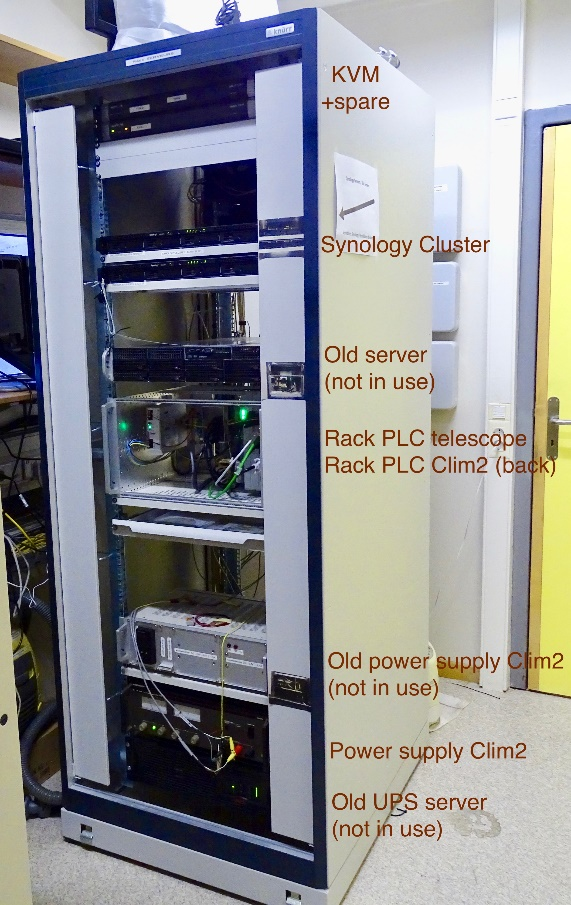 knürr
KVM
+spare
Synology Cluster
Old server
(not in use)
Rack PLC telescope
Rack PLC Clim2 (back)
Old power supply Clim2
(not in use)
Power supply Clim2
Old UPS server
(not in use)